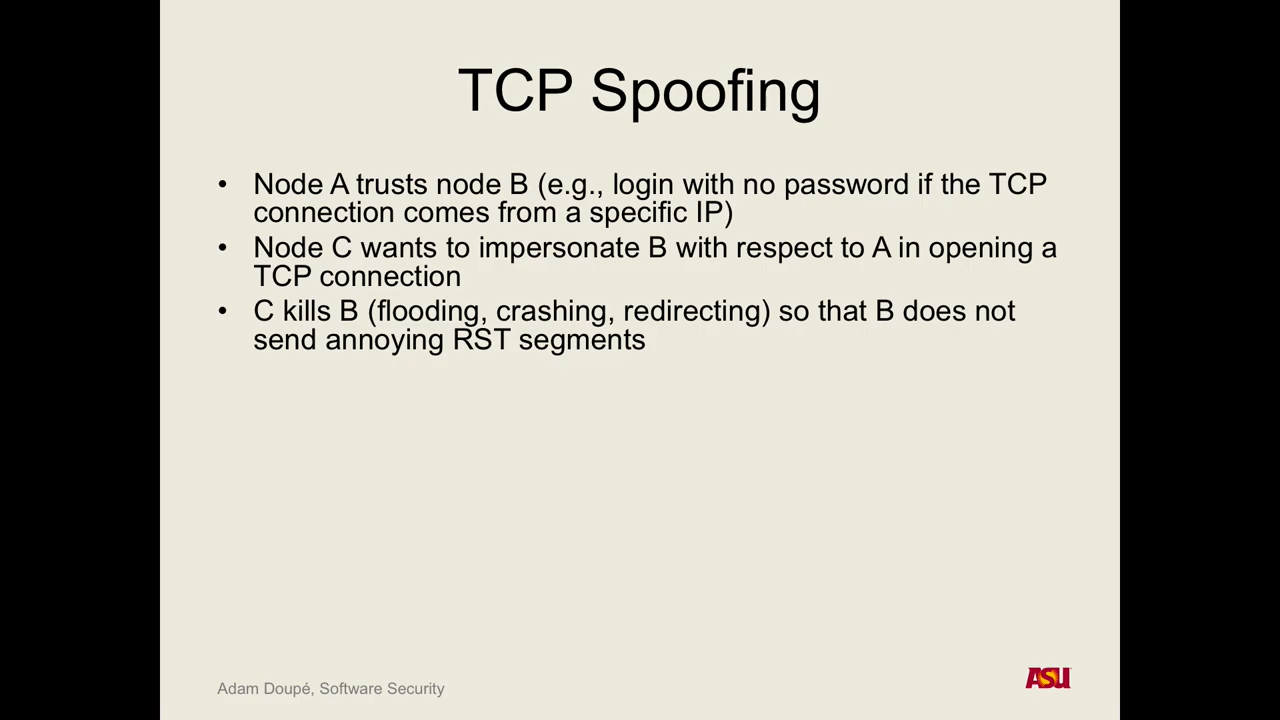 TCP Spoofing
• Node A trusts node B (e.g., login with no password if the TCP
connection comes from a specific IP)
• Node C wants to impersonate B with respect to A in opening a
TCP connection
• C kills B (flooding, crashing, redirecting) so that B does not
send annoying RST segments
Adam Doupé, Software Security
ASU